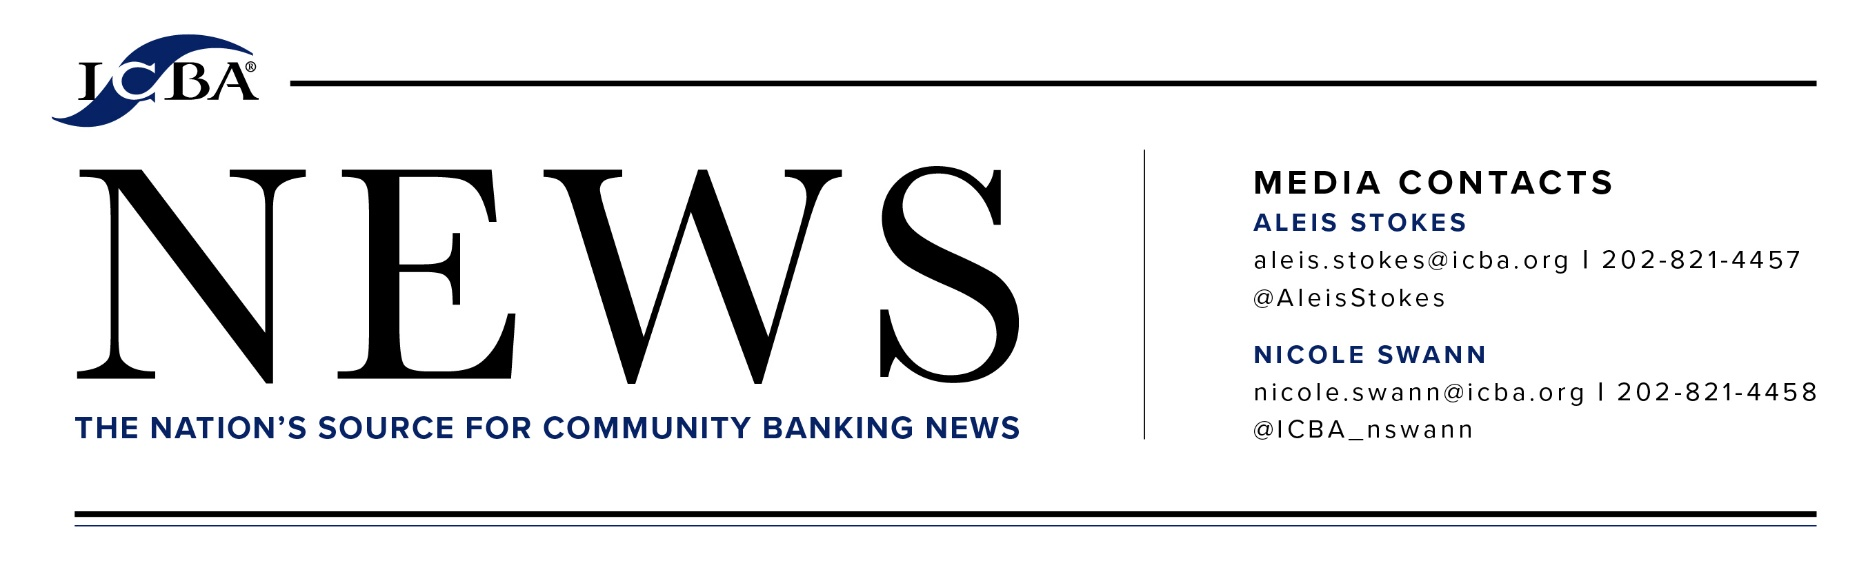 ICBA®
NEWS
THE NATION'S SOURCE FOR COMMUNITY BANKING NEWS
MEDIA CONTACTS
ALEIS STOKES
aleis.stokes@icba.org | 202-821-4457
@AleisStokes
NICOLE SWANN
nicole.swann@icba.org | 202-821-4458
@ICBA_nswann